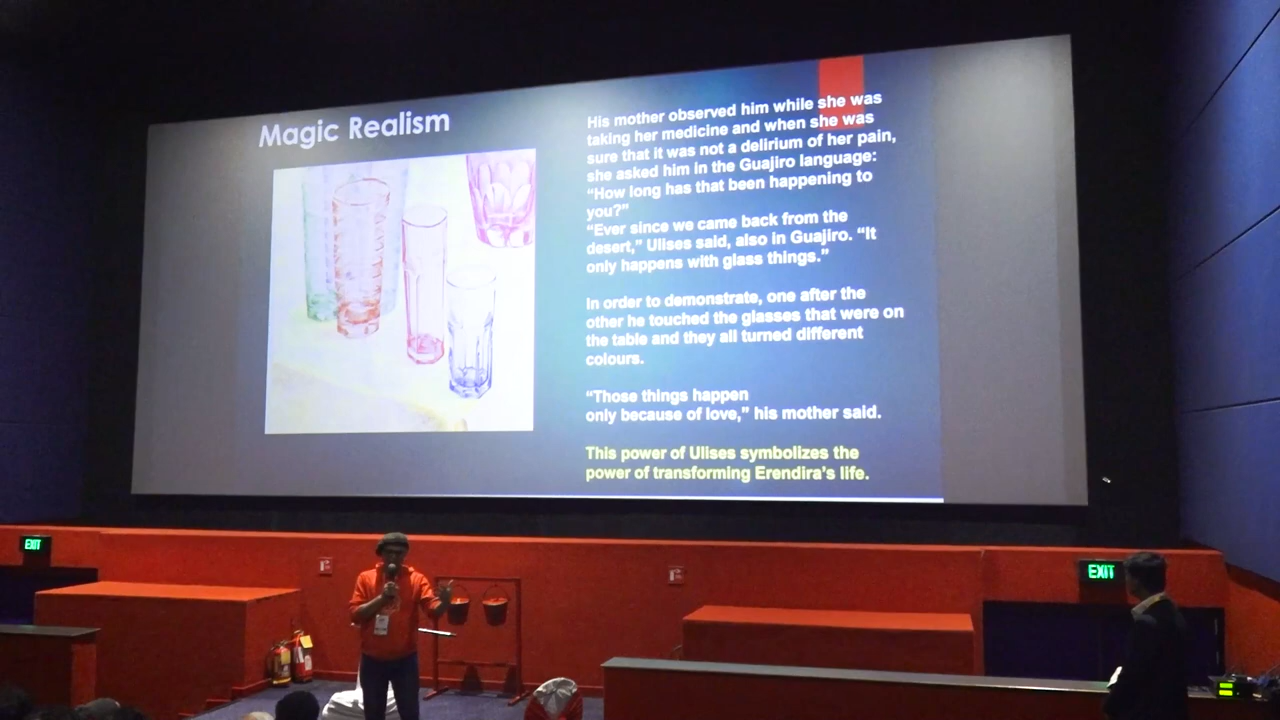 Magic Realism
His mother observed him while she was
taking her medicine and when she was
sure that it was not a delirium of her pain,
she asked him in the Guajiro language:
“How long has that been happening to
you?”
“Ever since we came back from the
desert,” Ulises said, also in Guajiro. “It
only happens with glass things.”
In order to demonstrate, one after the
other he touched the glasses that were on
the table and they all turned different
colours.
“Those things happen
only because of love,” his mother said.
This power of Ulises symbolizes the
power of transforming Erendira’s life.
EXIT
EXIT